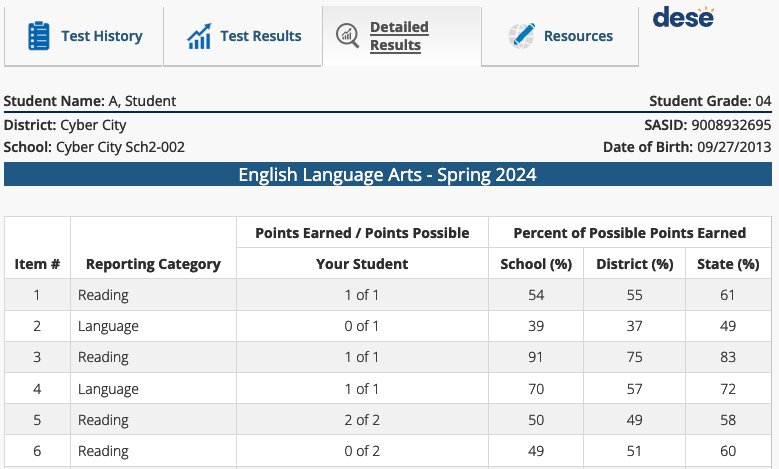 Test History
Test Results
Detailed
Results
Resources
dese
Student Name: A, Student Student Grade: 04
District: Cyber City SASID: 9008932695
School: Cyber City Sch2-002 Date of Birth: 09/27/2013
English Language Arts - Spring 2024
Points Earned / Points Possible Percent of Possible Points Earned
Item # Reporting Category Your Student School (%) District (%) State (%)
1 Reading 1 of 1 54 55 61
2 Language 0 of 1 39 37 49
3 Reading 1 of 1 91 75 83
4 Language 1 of 1 70 57 72
5 Reading 2 of 2 50 49 58
6 Reading 0 of 2 49 51 60